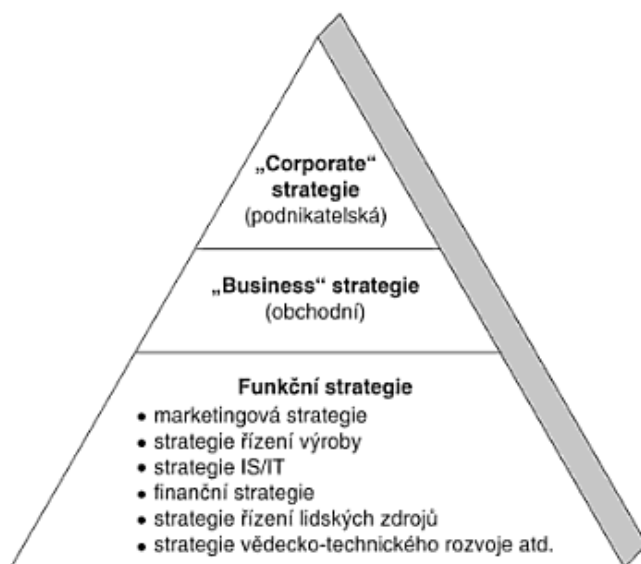 „Corporate“
strategie
(podnikatelská)
„Business“ strategie
(obchodní)
Funkční strategie
• marketingová strategie
• strategie řízení výroby
• strategie IS/IT
• finanční strategie
• strategie řízení lidských zdrojů
• strategie vědecko-technického rozvoje atd.